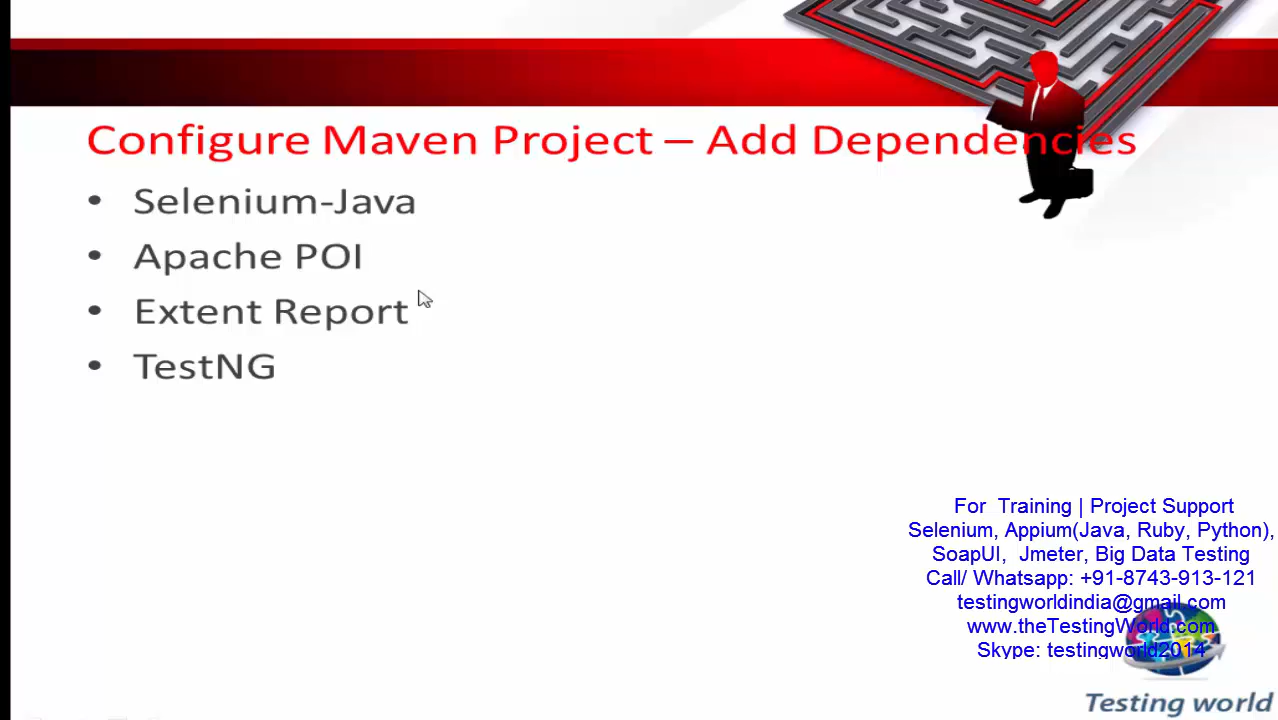 Configure Maven Project – Add Dependencies
• Selenium-Java
• Apache POI
• Extent Report
• TestNG
For Training | Project Support
Selenium, Appium(Java, Ruby, Python),
SoapUI, Jmeter, Big Data Testing
Call/ Whatsapp: +91-8743-913-121
testingworldindia@gmail.com
www.theTestingWorld.com
Skype: testingworld2014
Testing world